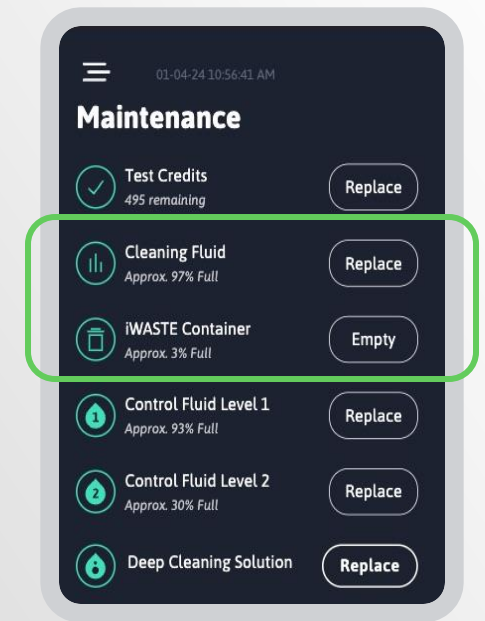 01-04-24 10:56:41 AM
Maintenance
Test Credits
495 remaining
Replace
Cleaning Fluid
Approx. 97% Full
Replace
iWASTE Container
Approx. 3% Full
Empty
1
Control Fluid Level 1
Approx. 93% Full
Replace
2
Control Fluid Level 2
Approx. 30% Full
Replace
Deep Cleaning Solution
Replace